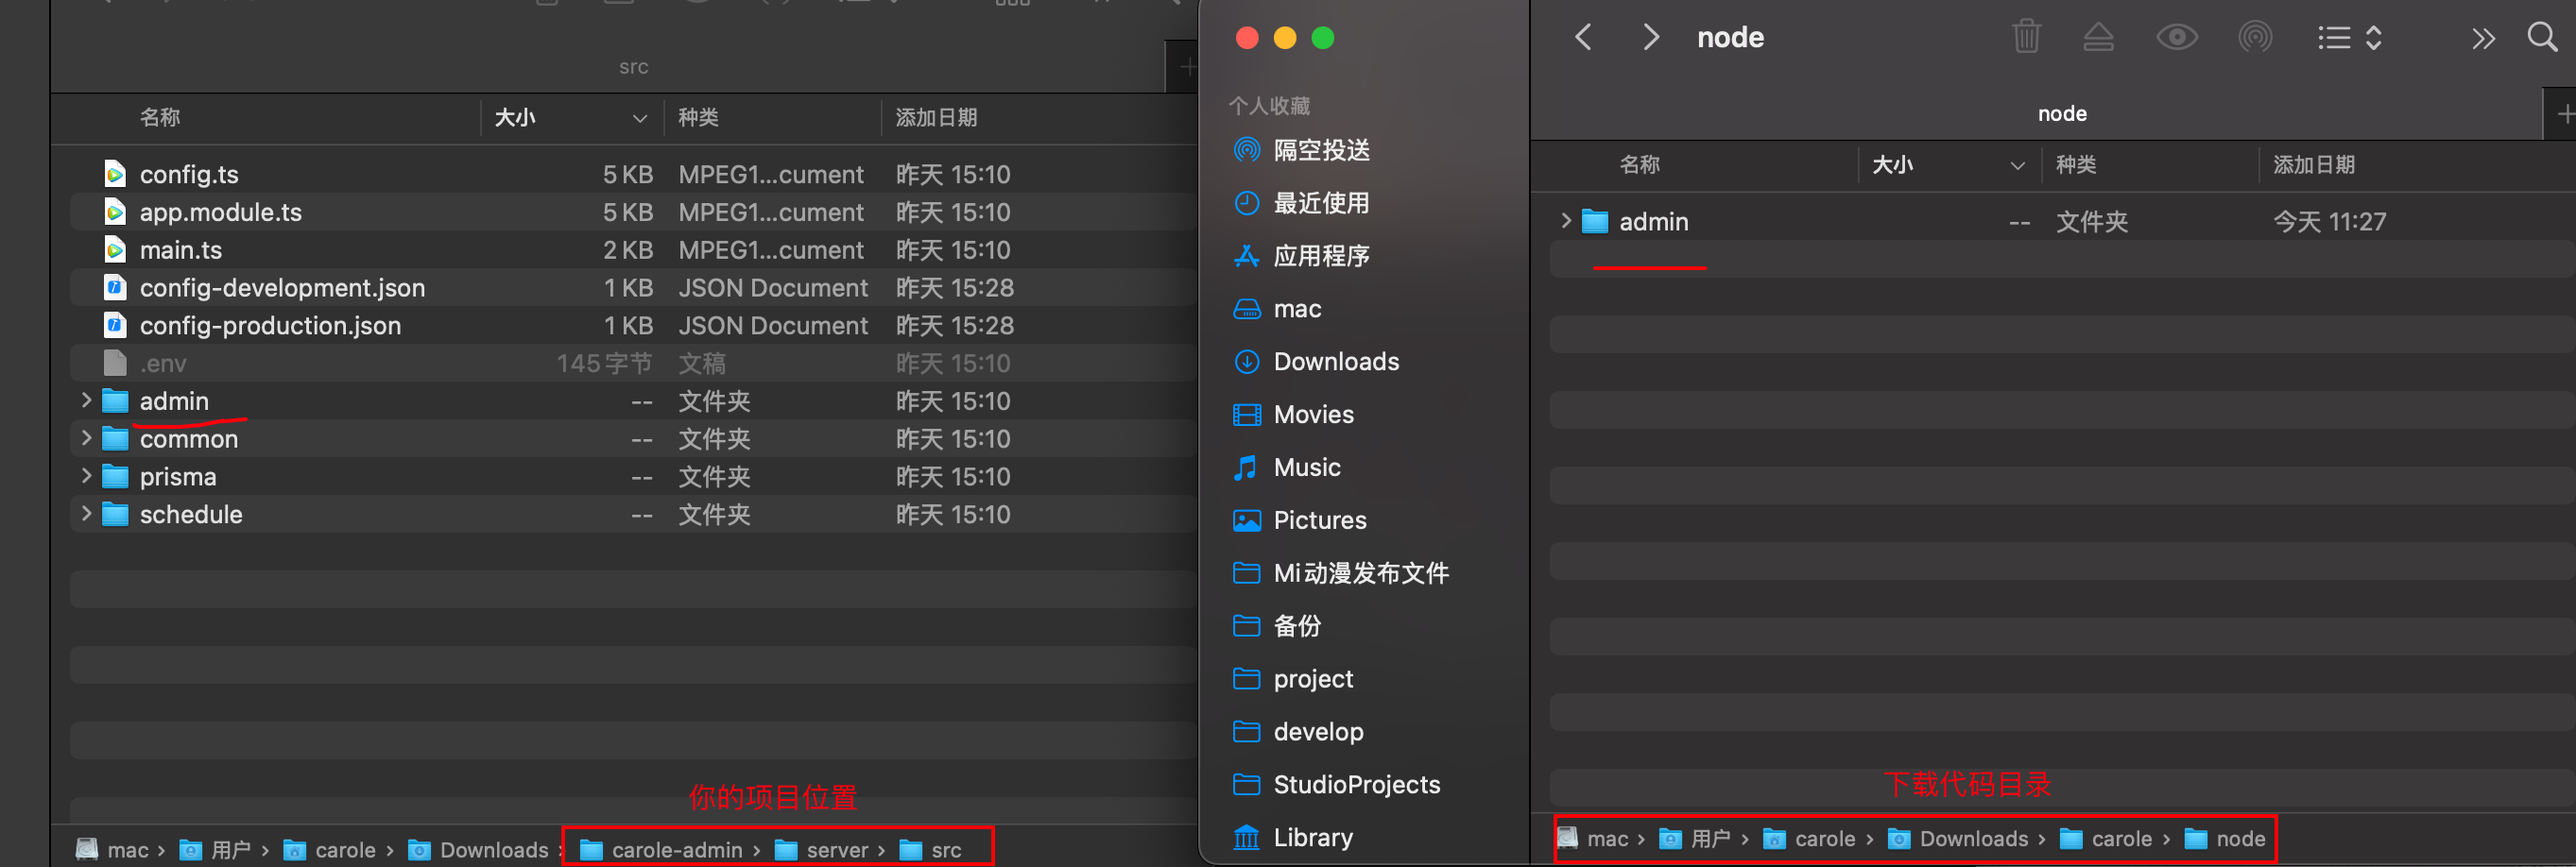 src
名称 大小 种类 添加日期
config.ts 5 KB MPEG1...cument 昨天 15:10
app.module.ts 5 KB MPEG1...cument 昨天 15:10
main.ts 2 KB MPEG1...cument 昨天 15:10
config-development.json 1 KB JSON Document 昨天 15:28
config-production.json 1 KB JSON Document 昨天 15:28
.env 145 字节 文稿 昨天 15:10
admin -- 文件夹 昨天 15:10
common -- 文件夹 昨天 15:10
prisma -- 文件夹 昨天 15:10
schedule -- 文件夹 昨天 15:10
你的项目位置
mac › 用户 › carole › Downloads › carole-admin › server › src
个人收藏
隔空投送
最近使用
应用程序
mac
Downloads
Movies
Music
Pictures
Mi动漫发布文件
备份
project
develop
StudioProjects
Library
node
node
名称 大小 种类 添加日期
admin -- 文件夹 今天 11:27
下载代码目录
mac › 用户 › carole › Downloads › carole › node